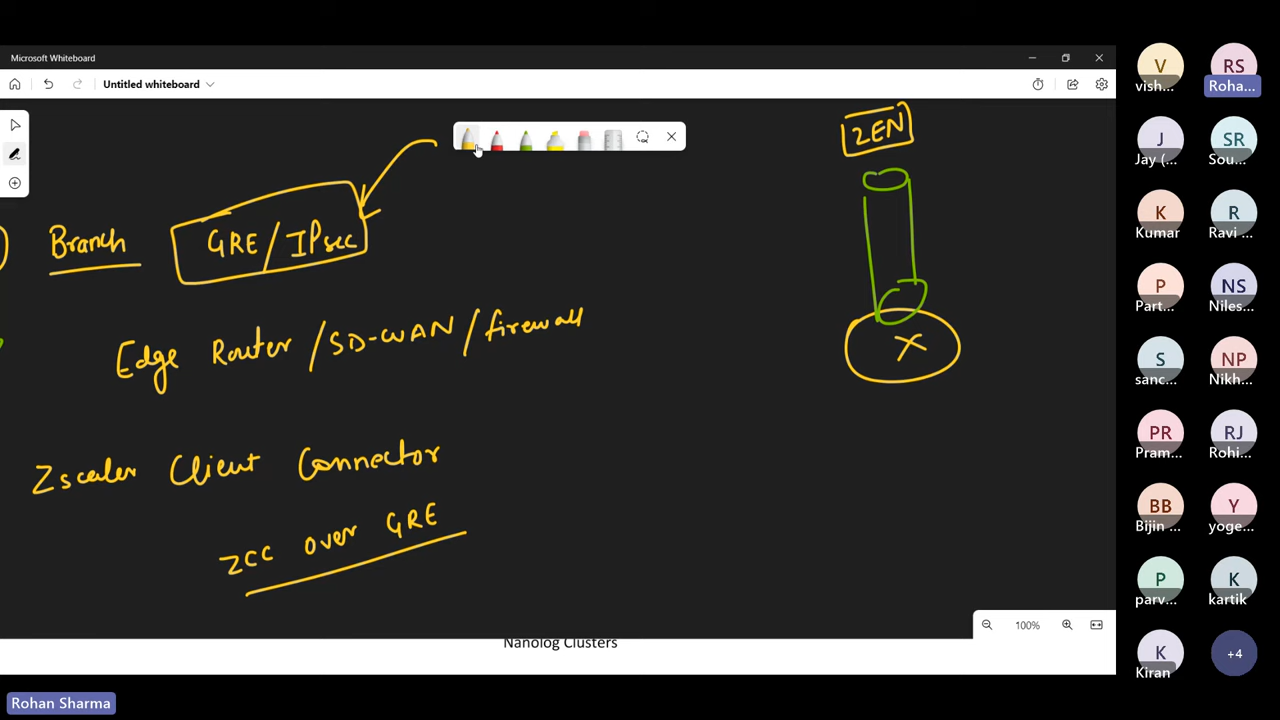 Microsoft Whiteboard
Untitled whiteboard
ZEN
Branch GRE/IPsec
X
Edge Router/SD-WAN/firewall
Zscaler Client Connector
ZCC over GRE
100%
Nanolog Clusters
Rohan Sharma
V
vish...
RS
Roha...
J
Jay (...
SR
Sou...
K
Kumar
R
Ravi ...
P
Part...
NS
Niles...
S
sanc...
NP
Nikh...
PR
Pram...
RJ
Rohi...
BB
Bijin ...
Y
yoge...
P
parv...
K
kartik
K
Kiran
+4